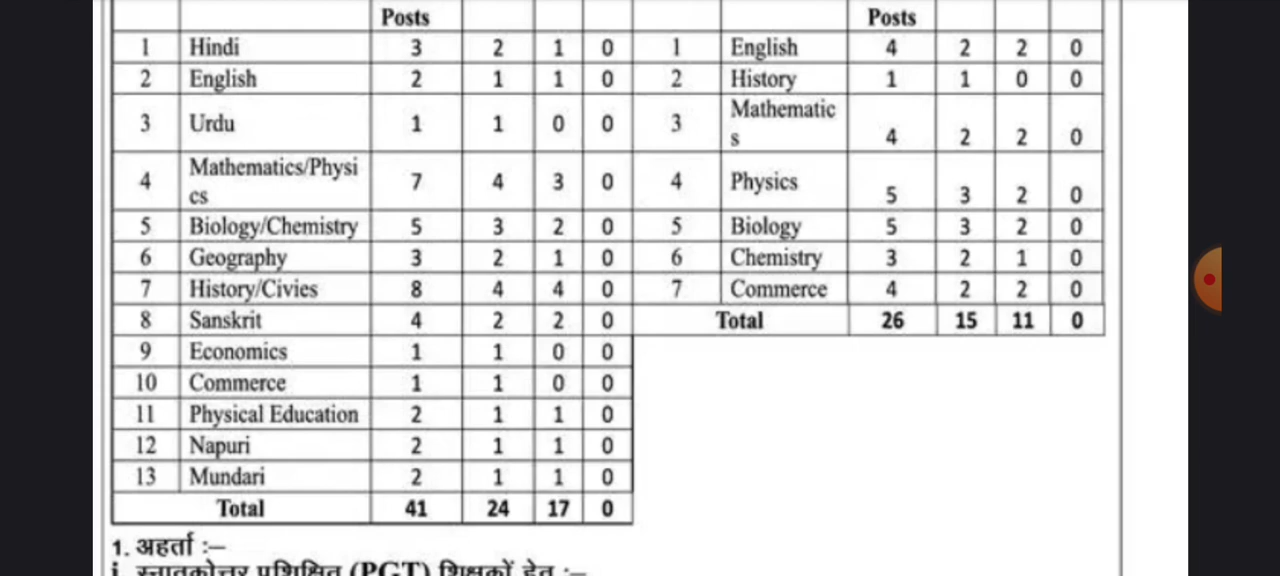 Posts Posts
1 Hindi 3 2 1 0 1 English 4 2 2 0
2 English 2 1 1 0 2 History 1 1 0 0
3 Urdu 1 1 0 0 3 Mathematic
s 4 2 2 0
4 Mathematics/Physi
cs 7 4 3 0 4 Physics 5 3 2 0
5 Biology/Chemistry 5 3 2 0 5 Biology 5 3 2 0
6 Geography 3 2 1 0 6 Chemistry 3 2 1 0
7 History/Civies 8 4 4 0 7 Commerce 4 2 2 0
8 Sanskrit 4 2 2 0 Total 26 15 11 0
9 Economics 1 1 0 0
10 Commerce 1 1 0 0
11 Physical Education 2 1 1 0
12 Napuri 2 1 1 0
13 Mundari 2 1 1 0
Total 41 24 17 0
1. अहर्ता :–
i. स्नातकोत्तर प्रशिक्षित (PGT) शिक्षकों हेतु :–